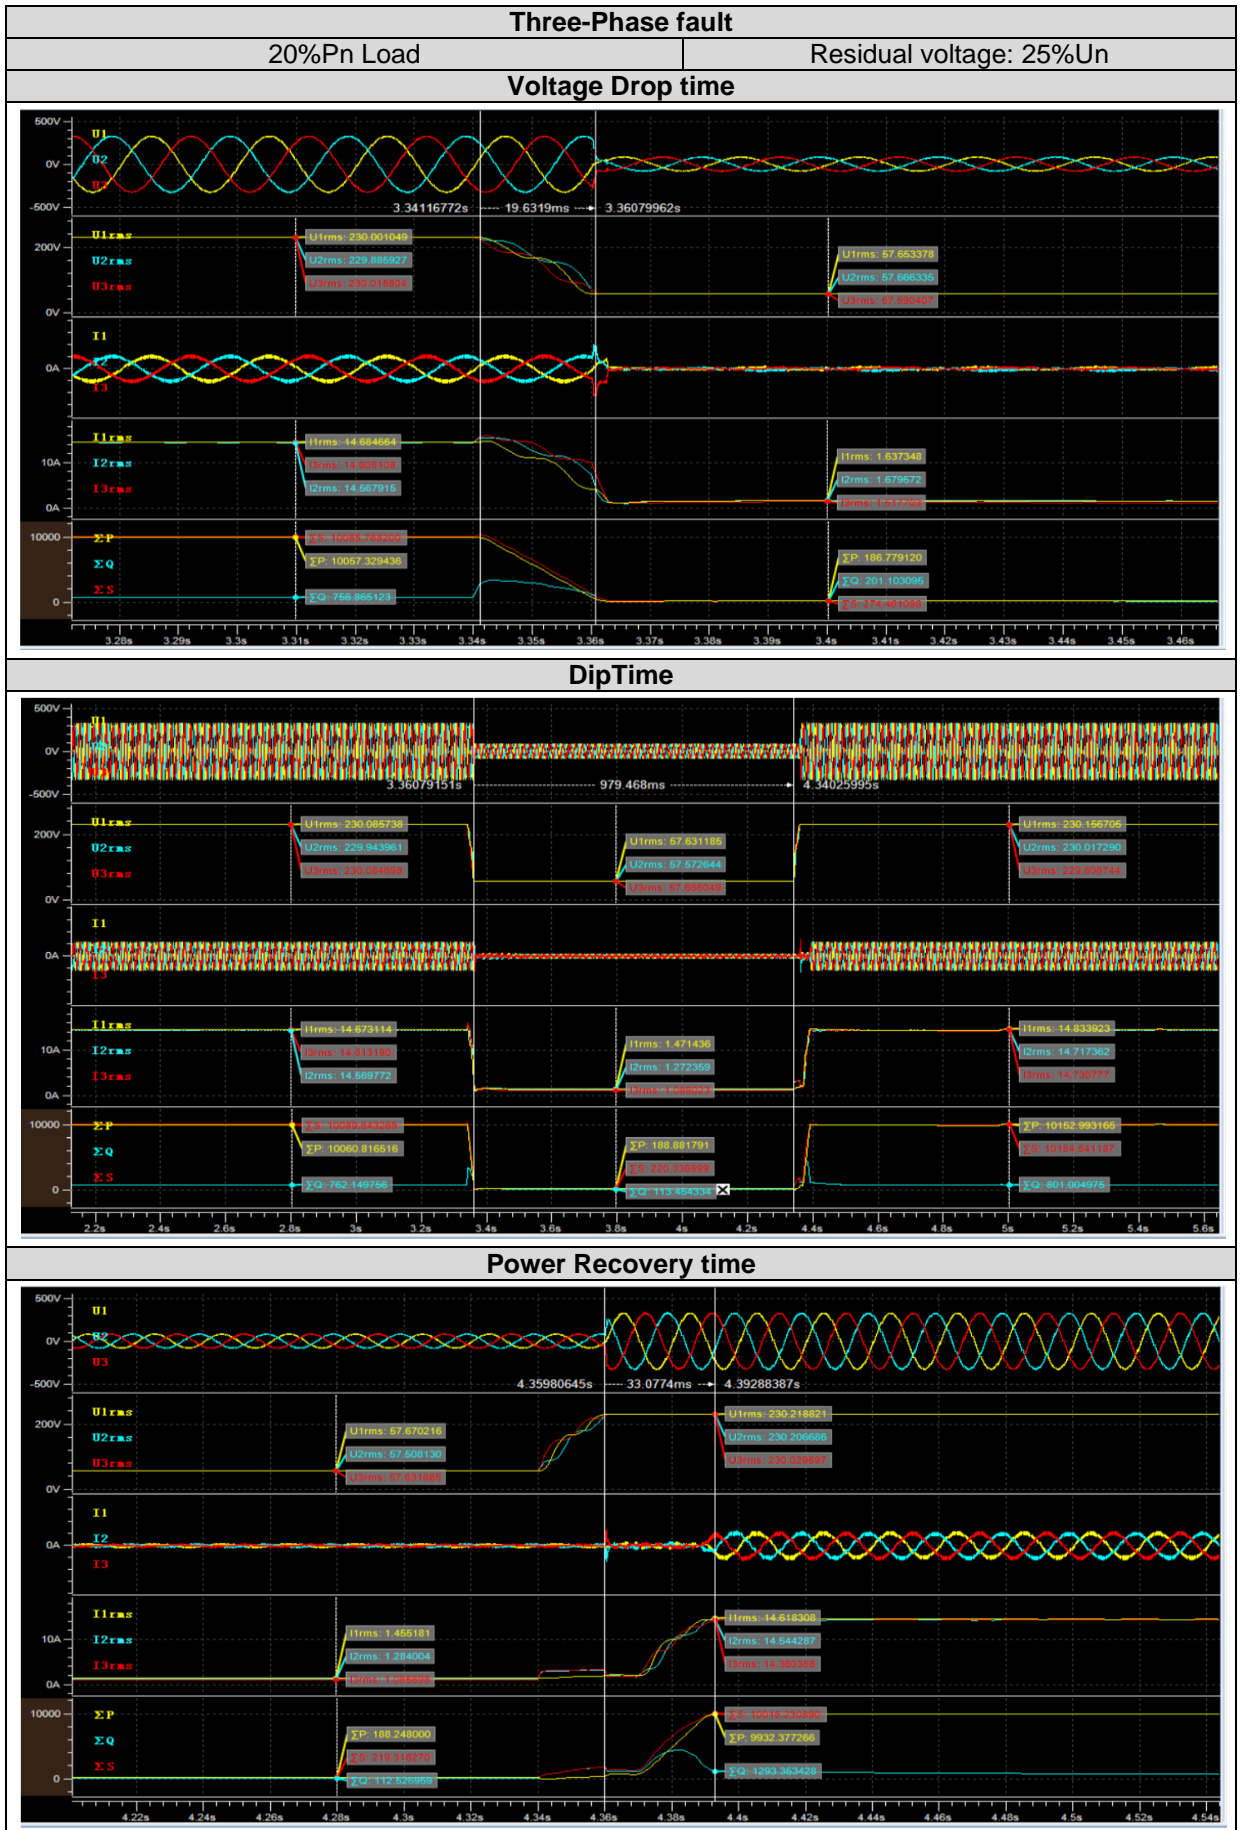 Three-Phase fault
20%Pn Load Residual voltage: 25%Un
Voltage Drop time
500V
U1
0V
U2
-500V
3.34116772s 19.6319ms 3.36079962s
U1rms
U1rms: 230.001049
200V
U2rms
U2rms: 229.885927
U1rms: 57.653378
U2rms: 57.666335
U3rms
0V
I1
0A
I3
I1rms
I1rms: 14.684664
I1rms: 1.637348
10A
I2rms
I2rms: 14.567915
I2rms: 1.679572
I3rms
0A
10000
ΣP
ΣP: 10057.329436
ΣP: 186.779120
ΣQ
ΣQ: 201.103095
ΣS
ΣQ: 756.865123
0
3.28s 3.29s 3.3s 3.31s 3.32s 3.33s 3.34s 3.35s 3.36s 3.37s 3.38s 3.39s 3.4s 3.41s 3.42s 3.43s 3.44s 3.45s 3.46s
DipTime
500V
U1
0V
-500V
3.36079151s 979.468ms 4.34025995s
U1rms
U1rms: 230.085738
U1rms: 230.156705
200V
U2rms
U2rms: 229.943961
U1rms: 57.631185
U2rms: 230.017290
U2rms: 57.572644
U3rms
0V
I1
0A
I1rms
I1rms: 14.673114
I1rms: 14.833923
10A
I2rms
I1rms: 1.471436
I2rms: 14.717362
I3rms: 14.730777
I2rms: 14.569772
I2rms: 1.272359
I3rms
0A
10000
ΣP
ΣP: 10152.993165
ΣP: 10060.816516
ΣP: 188.881791
ΣQ
ΣS
ΣQ: 762.149756
ΣQ: 113.484334
ΣQ: 801.004975
0
2.2s 2.4s 2.6s 2.8s 3s 3.2s 3.4s 3.6s 3.8s 4s 4.2s 4.4s 4.6s 4.8s 5s 5.2s 5.4s 5.6s
Power Recovery time
500V
U1
0V
U2
U3
-500V
4.35980645s 33.0774ms 4.39288387s
U1rms
U1rms: 230.218821
200V
U2rms
U1rms: 57.670216
U2rms: 230.206686
U2rms: 57.508130
U3rms
0V
I1
I2
0A
I3
I1rms
I1rms: 14.618308
10A
I2rms
I1rms: 1.455181
I2rms: 14.544287
I2rms: 1.284004
I3rms
I3rms: 14.360368
0A
10000
ΣP
ΣP: 188.248000
ΣP: 9932.377266
ΣQ
ΣS
ΣQ: 112.526959
ΣQ: 1293.353428
0
4.22s 4.24s 4.26s 4.28s 4.3s 4.32s 4.34s 4.36s 4.38s 4.4s 4.42s 4.44s 4.46s 4.48s 4.5s 4.52s 4.54s